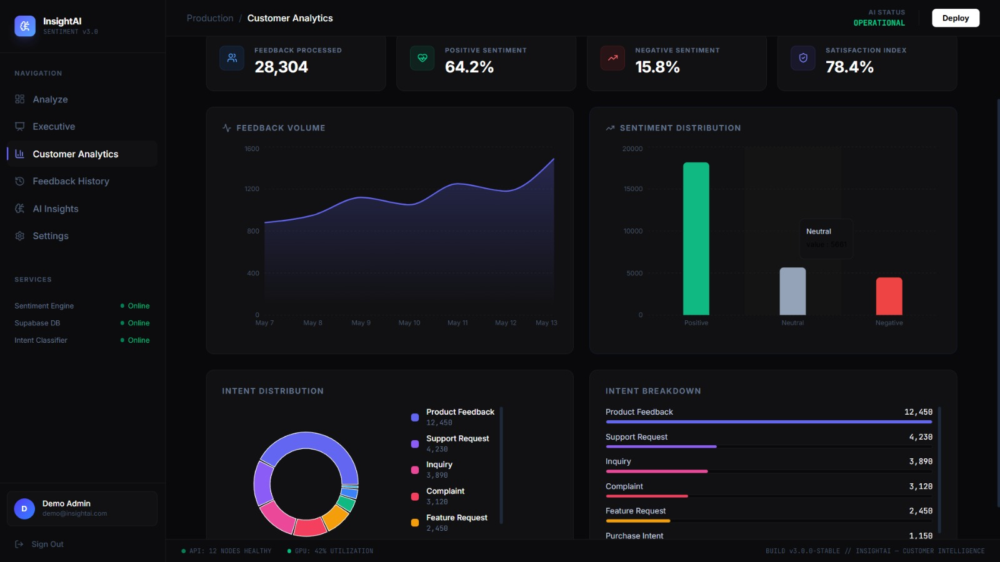 InsightAI
SENTIMENT v3.0
NAVIGATION
Analyze
Executive
Customer Analytics
Feedback History
AI Insights
Settings
SERVICES
Sentiment Engine Online
Supabase DB Online
Intent Classifier Online
D
Demo Admin
demo@insightai.com
Sign Out
Production / Customer Analytics
AI STATUS
OPERATIONAL
Deploy
FEEDBACK PROCESSED
28,304
POSITIVE SENTIMENT
64.2%
NEGATIVE SENTIMENT
15.8%
SATISFACTION INDEX
78.4%
FEEDBACK VOLUME
1600
1200
800
400
0
May 7 May 8 May 9 May 10 May 11 May 12 May 13
SENTIMENT DISTRIBUTION
20000
15000
10000
5000
0
Neutral
value : 5661
Positive Neutral Negative
INTENT DISTRIBUTION
Product Feedback
12,450
Support Request
4,230
Inquiry
3,890
Complaint
3,120
Feature Request
2,450
INTENT BREAKDOWN
Product Feedback 12,450
Support Request 4,230
Inquiry 3,890
Complaint 3,120
Feature Request 2,450
Purchase Intent 1,150
API: 12 NODES HEALTHY GPU: 42% UTILIZATION
BUILD v3.0.0-STABLE // INSIGHTAI — CUSTOMER INTELLIGENCE